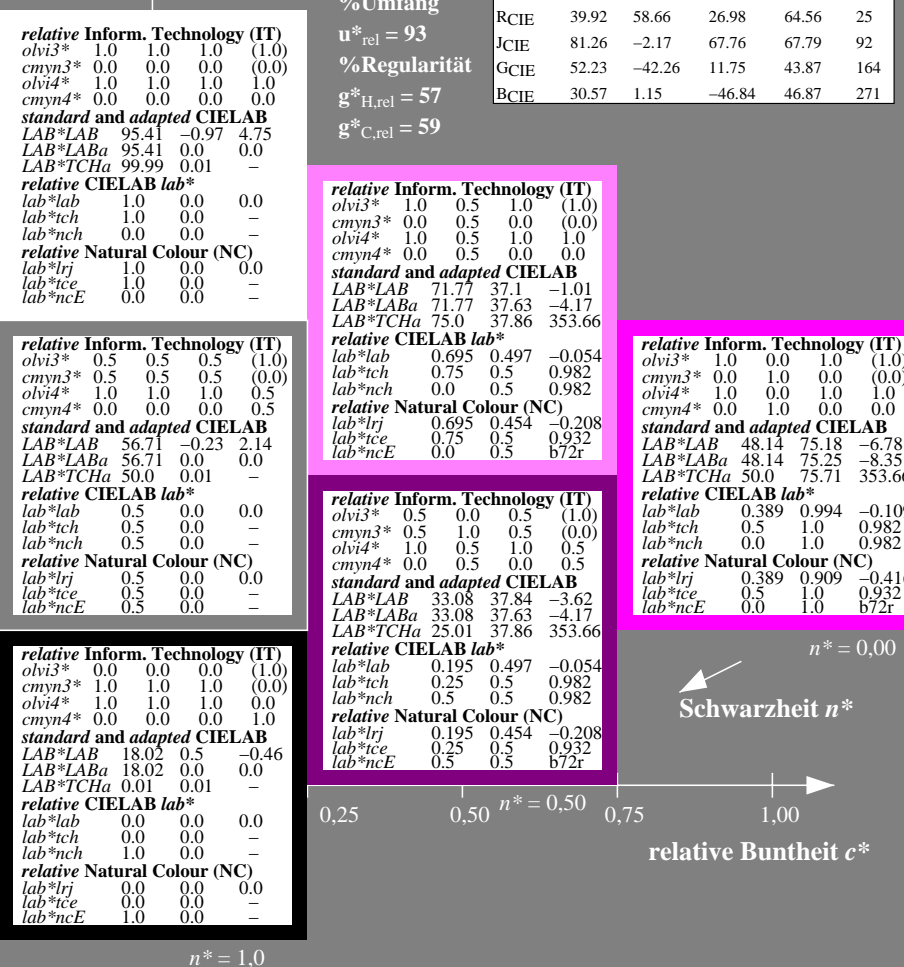 %Umfang
u*rel = 93
%Regularität
g*H,rel = 57
g*C,rel = 59
RCIE 39.92 58.66 26.98 64.56 25
JCIE 81.26 −2.17 67.76 67.79 92
GCIE 52.23 −42.26 11.75 43.87 164
BCIE 30.57 1.15 −46.84 46.87 271
relative Inform. Technology (IT)
olvi3* 1.0 1.0 1.0 (1.0)
cmyn3* 0.0 0.0 0.0 (0.0)
olvi4* 1.0 1.0 1.0 1.0
cmyn4* 0.0 0.0 0.0 0.0
standard and adapted CIELAB
LAB*LAB 95.41 −0.97 4.75
LAB*LABa 95.41 0.0 0.0
LAB*TCHa 99.99 0.01 –
relative CIELAB lab*
lab*lab 1.0 0.0 0.0
lab*tch 1.0 0.0 –
lab*nch 0.0 0.0 –
relative Natural Colour (NC)
lab*lrj 1.0 0.0 0.0
lab*tce 1.0 0.0 –
lab*ncE 0.0 0.0 –
relative Inform. Technology (IT)
olvi3* 1.0 0.5 1.0 (1.0)
cmyn3* 0.0 0.5 0.0 (0.0)
olvi4* 1.0 0.5 1.0 1.0
cmyn4* 0.0 0.5 0.0 0.0
standard and adapted CIELAB
LAB*LAB 71.77 37.1 −1.01
LAB*LABa 71.77 37.63 −4.17
LAB*TCHa 75.0 37.86 353.66
relative CIELAB lab*
lab*lab 0.695 0.497 −0.054
lab*tch 0.75 0.5 0.982
lab*nch 0.0 0.5 0.982
relative Natural Colour (NC)
lab*lrj 0.695 0.454 −0.208
lab*tce 0.75 0.5 0.932
lab*ncE 0.0 0.5 b72r
relative Inform. Technology (IT)
olvi3* 0.5 0.5 0.5 (1.0)
cmyn3* 0.5 0.5 0.5 (0.0)
olvi4* 1.0 1.0 1.0 0.5
cmyn4* 0.0 0.0 0.0 0.5
standard and adapted CIELAB
LAB*LAB 56.71 −0.23 2.14
LAB*LABa 56.71 0.0 0.0
LAB*TCHa 50.0 0.01 –
relative CIELAB lab*
lab*lab 0.5 0.0 0.0
lab*tch 0.5 0.0 –
lab*nch 0.5 0.0 –
relative Natural Colour (NC)
lab*lrj 0.5 0.0 0.0
lab*tce 0.5 0.0 –
lab*ncE 0.5 0.0 –
relative Inform. Technology (IT)
olvi3* 1.0 0.0 1.0 (1.0)
cmyn3* 0.0 1.0 0.0 (0.0)
olvi4* 1.0 0.0 1.0 1.0
cmyn4* 0.0 1.0 0.0 0.0
standard and adapted CIELAB
LAB*LAB 48.14 75.18 −6.78
LAB*LABa 48.14 75.25 −8.35
LAB*TCHa 50.0 75.71 353.66
relative CIELAB lab*
lab*lab 0.389 0.994 −0.109
lab*tch 0.5 1.0 0.982
lab*nch 0.0 1.0 0.982
relative Natural Colour (NC)
lab*lrj 0.389 0.909 −0.416
lab*tce 0.5 1.0 0.932
lab*ncE 0.0 1.0 b72r
relative Inform. Technology (IT)
olvi3* 0.5 0.0 0.5 (1.0)
cmyn3* 0.5 1.0 0.5 (0.0)
olvi4* 1.0 0.5 1.0 0.5
cmyn4* 0.0 0.5 0.0 0.5
standard and adapted CIELAB
LAB*LAB 33.08 37.84 −3.62
LAB*LABa 33.08 37.63 −4.17
LAB*TCHa 25.01 37.86 353.66
relative CIELAB lab*
lab*lab 0.195 0.497 −0.054
lab*tch 0.25 0.5 0.982
lab*nch 0.5 0.5 0.982
relative Natural Colour (NC)
lab*lrj 0.195 0.454 −0.208
lab*tce 0.25 0.5 0.932
lab*ncE 0.5 0.5 b72r
relative Inform. Technology (IT)
olvi3* 0.0 0.0 0.0 (1.0)
cmyn3* 1.0 1.0 1.0 (0.0)
olvi4* 1.0 1.0 1.0 0.0
cmyn4* 0.0 0.0 0.0 1.0
standard and adapted CIELAB
LAB*LAB 18.02 0.5 −0.46
LAB*LABa 18.02 0.0 0.0
LAB*TCHa 0.01 0.01 –
relative CIELAB lab*
lab*lab 0.0 0.0 0.0
lab*tch 0.0 0.0 –
lab*nch 1.0 0.0 –
relative Natural Colour (NC)
lab*lrj 0.0 0.0 0.0
lab*tce 0.0 0.0 –
lab*ncE 1.0 0.0 –
n* = 0,00
Schwarzheit n*
0,25 0,50 n* = 0,50 0,75 1,00
relative Buntheit c*
n* = 1,0